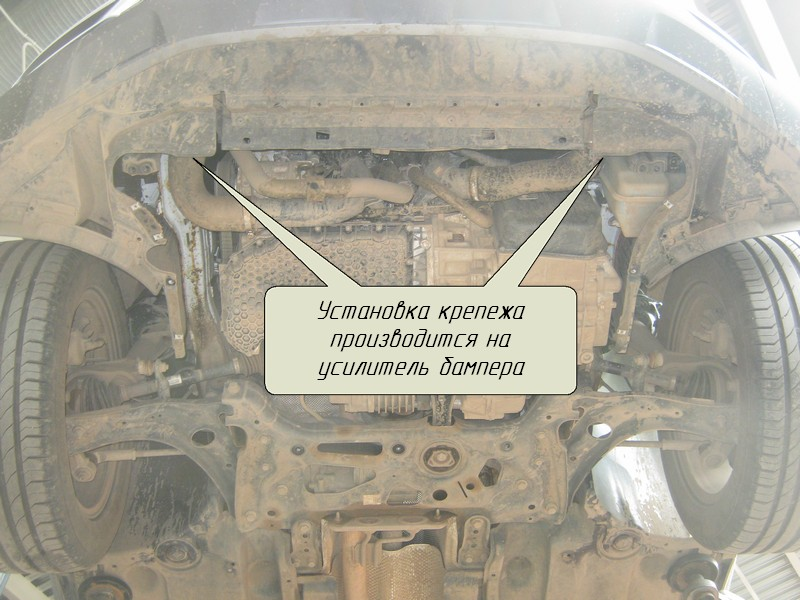 Установка крепежа
производится на
усилитель бампера